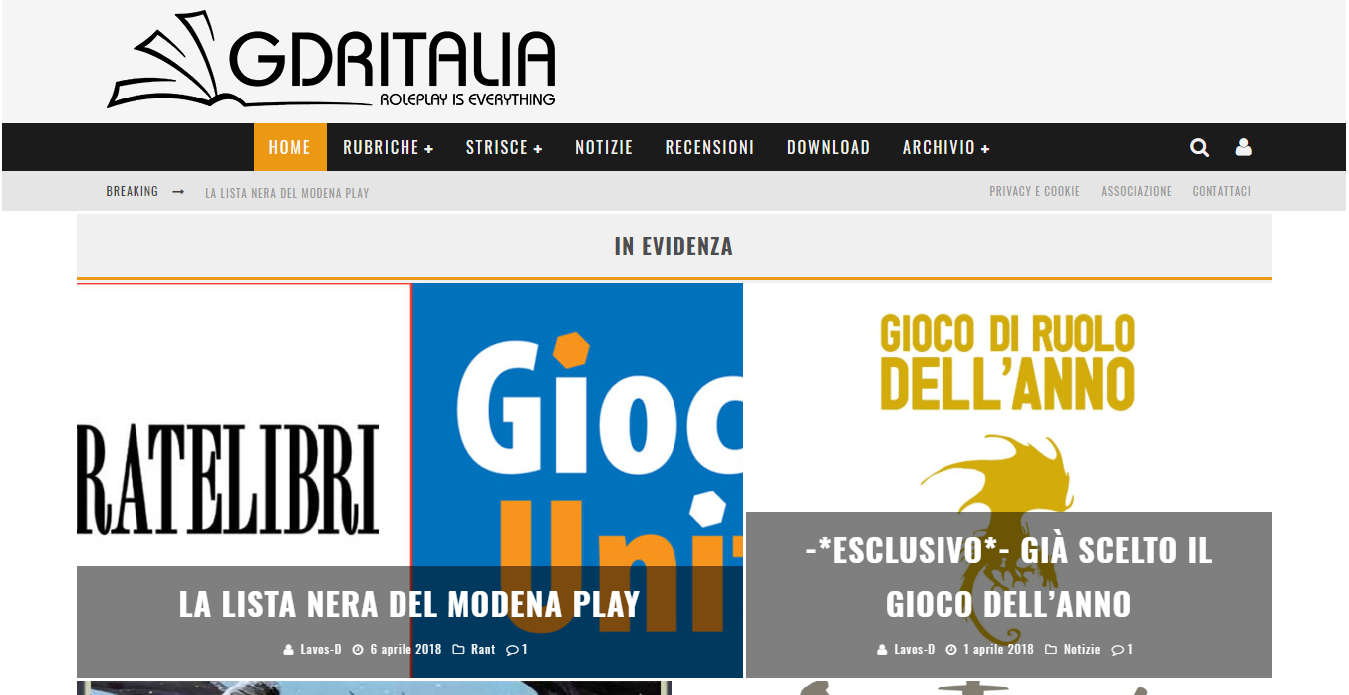 GDRITALIA
ROLEPLAY IS EVERYTHING
HOME RUBRICHE + STRISCE + NOTIZIE RECENSIONI DOWNLOAD ARCHIVIO +
BREAKING → LA LISTA NERA DEL MODENA PLAY PRIVACY E COOKIE ASSOCIAZIONE CONTATTACI
IN EVIDENZA
RATELIBRI
Gioc
Unit
LA LISTA NERA DEL MODENA PLAY
Lavos-D 6 aprile 2018 Rant 1
GIOCO DI RUOLO
DELL'ANNO
-*ESCLUSIVO*- GIÀ SCELTO IL
GIOCO DELL'ANNO
Lavos-D 1 aprile 2018 Notizie 1